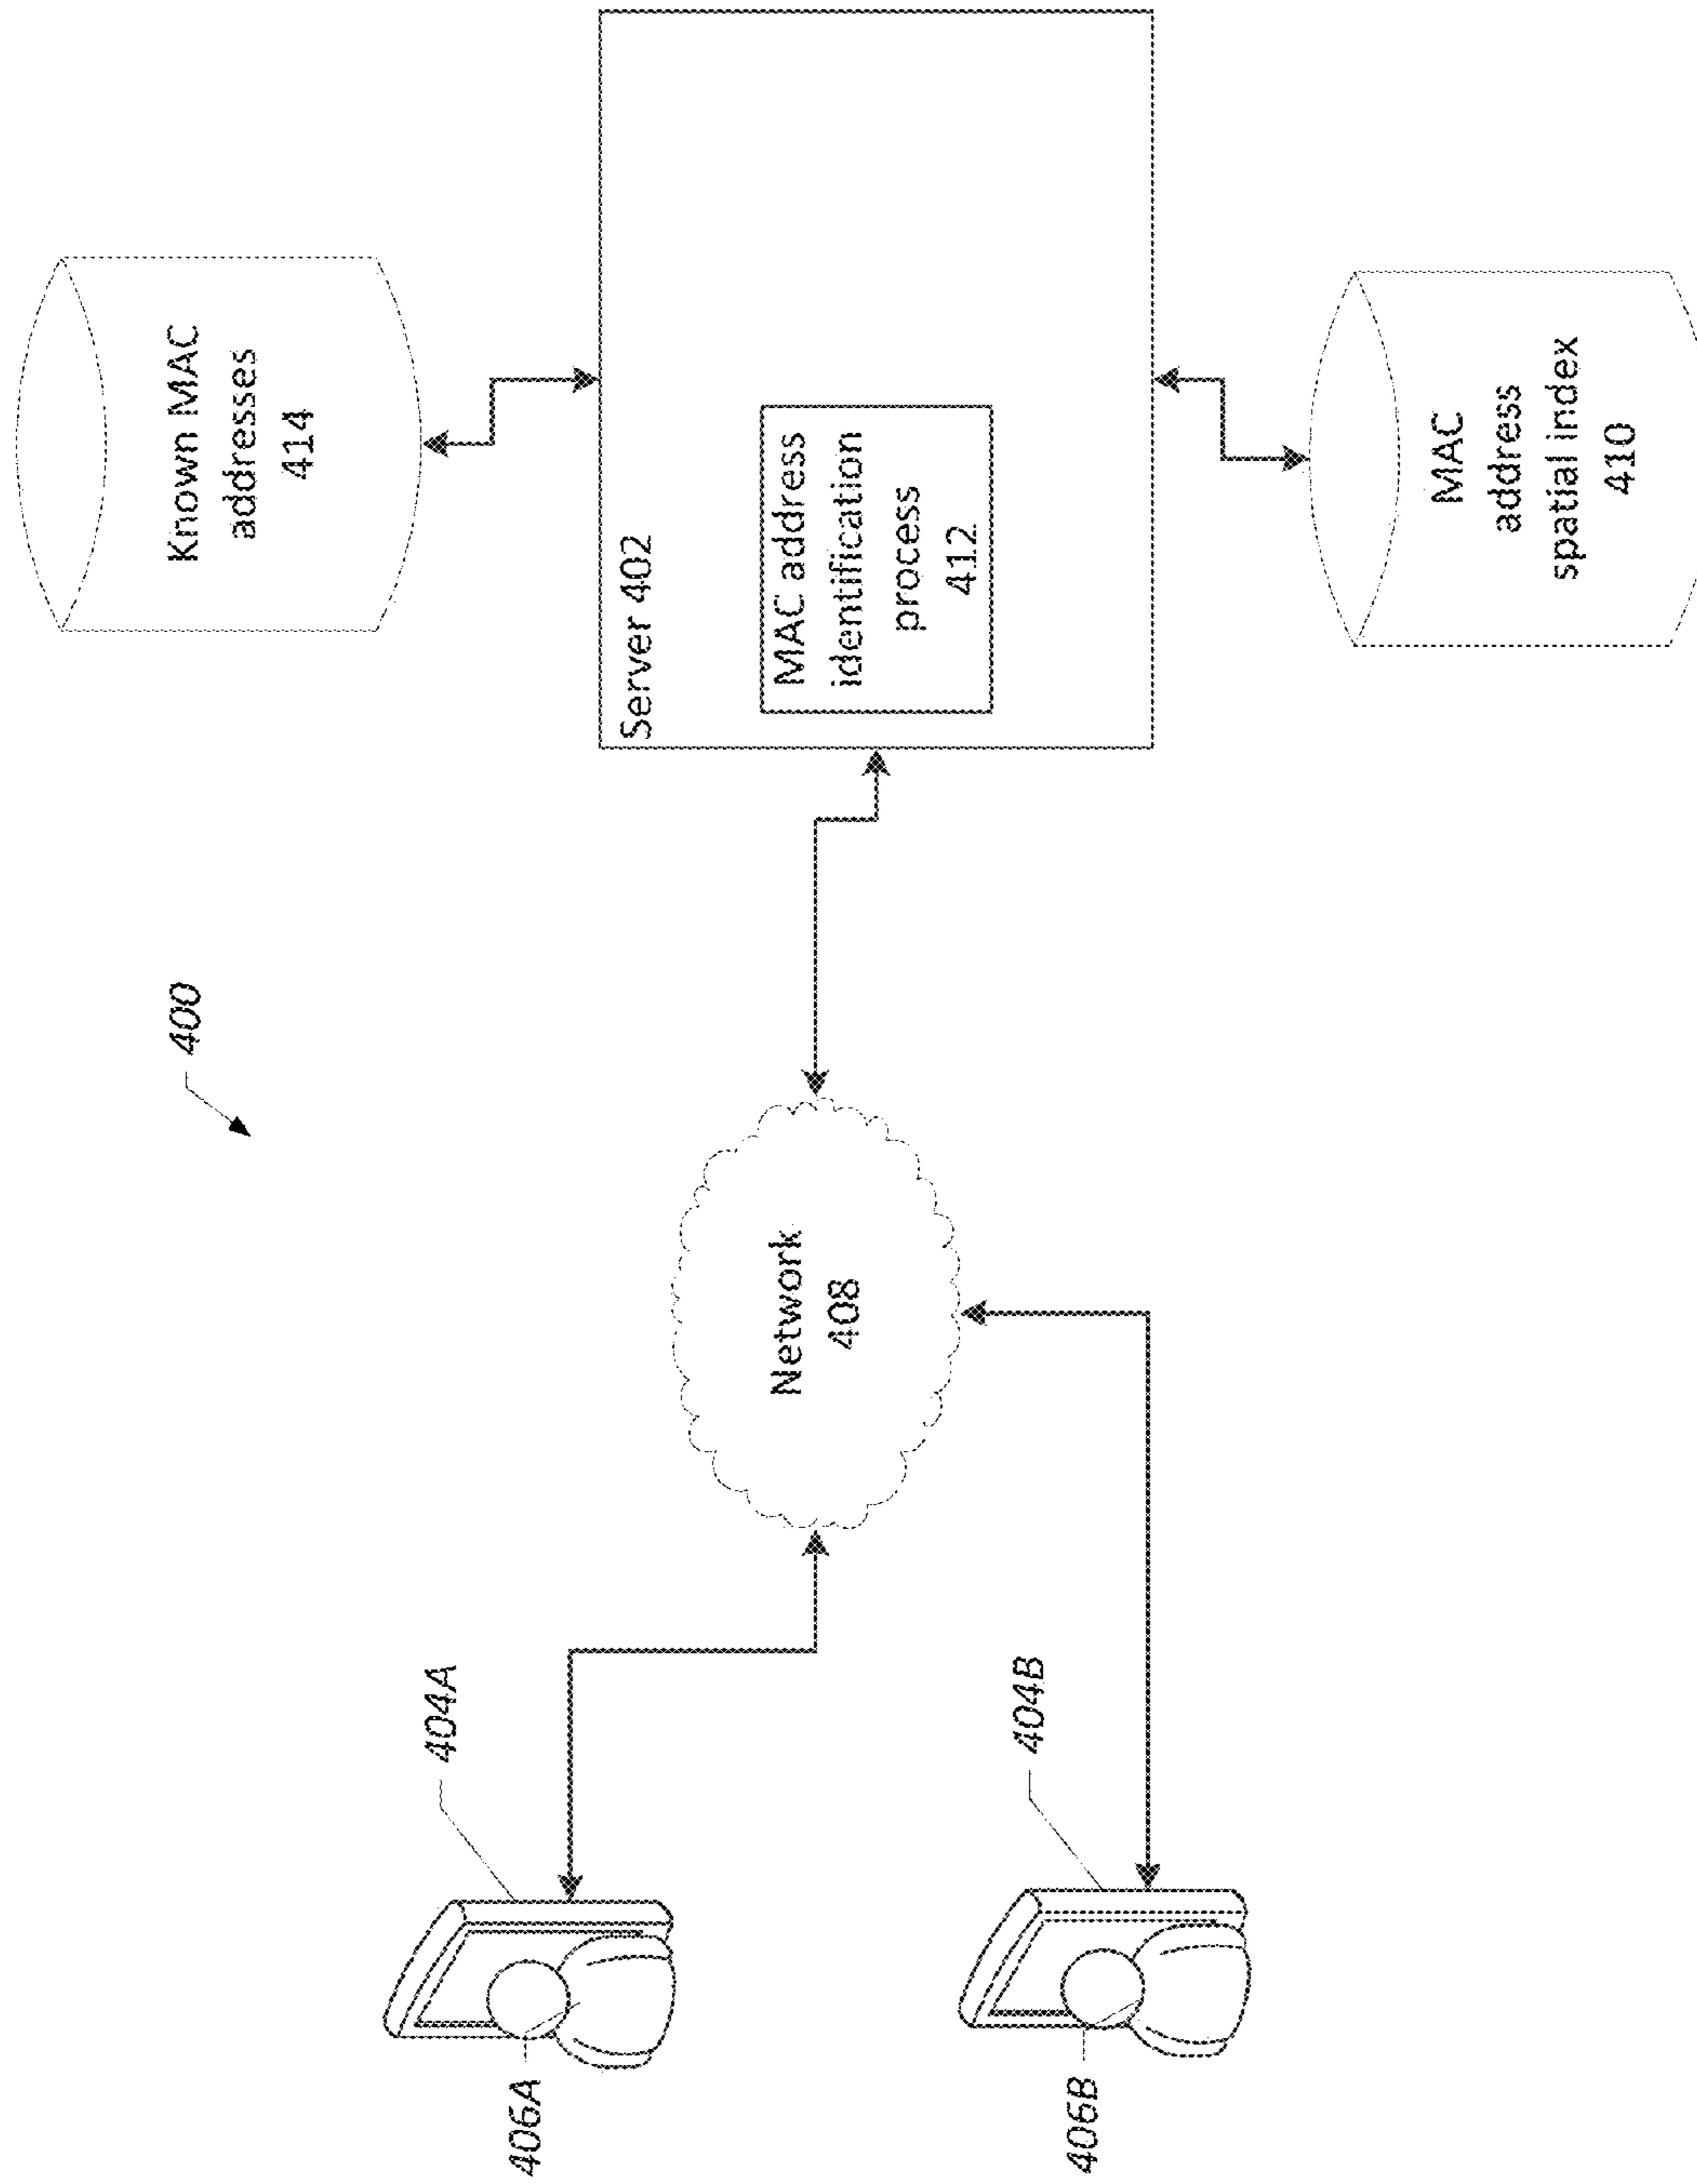 400
404A
406A
404B
406B
Network
408
Server 402
MAC address
identification
process
412
Known MAC
addresses
414
MAC
address
spatial index
410